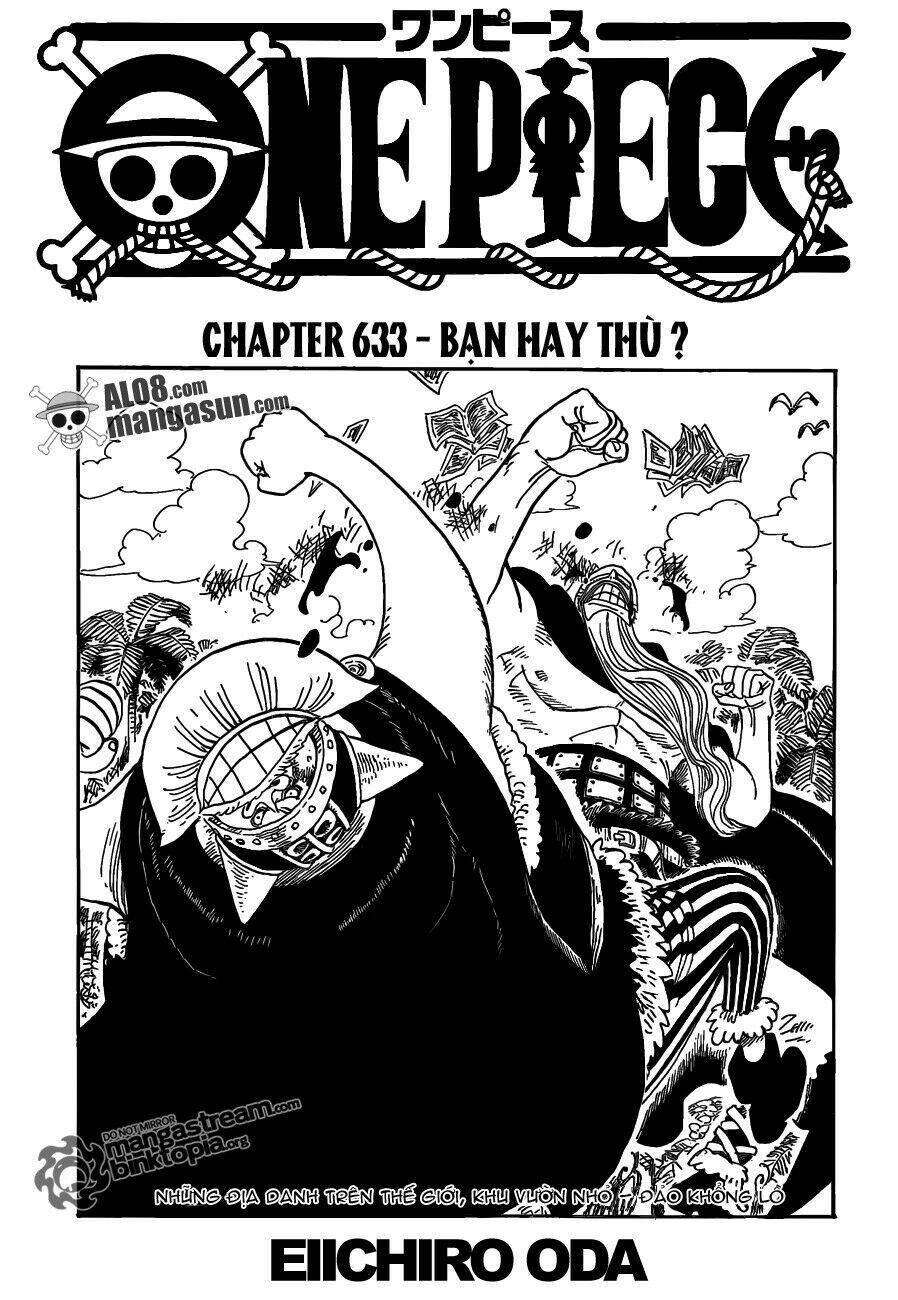 ワンピース
ONE PIECE
CHAPTER 633 - BẠN HAY THÙ ?
ALO8.com
mangasun.com
DO NOT MIRROR
mangastream.com
binktopia.org
NHỮNG ĐỊA DANH TRÊN THẾ GIỚI, KHU VƯỜN NHỎ - ĐẢO KHỔNG LỒ
EIICHIRO ODA